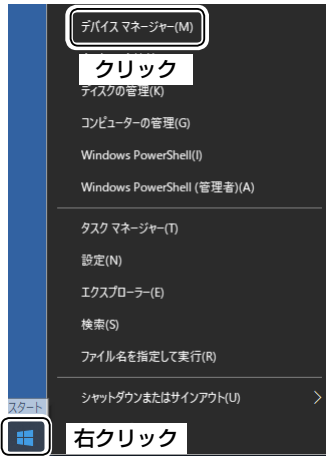 デバイス マネージャー(M)
クリック
ディスクの管理(K)
コンピューターの管理(G)
Windows PowerShell(I)
Windows PowerShell (管理者)(A)
タスク マネージャー(T)
設定(N)
エクスプローラー(E)
検索(S)
ファイル名を指定して実行(R)
シャットダウンまたはサインアウト(U)
スタート
右クリック